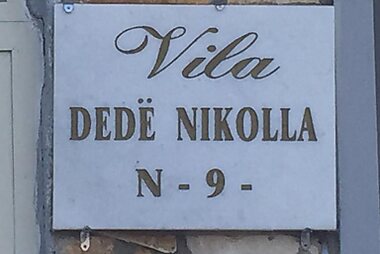 Vila
DEDË NIKOLLA
N - 9 -